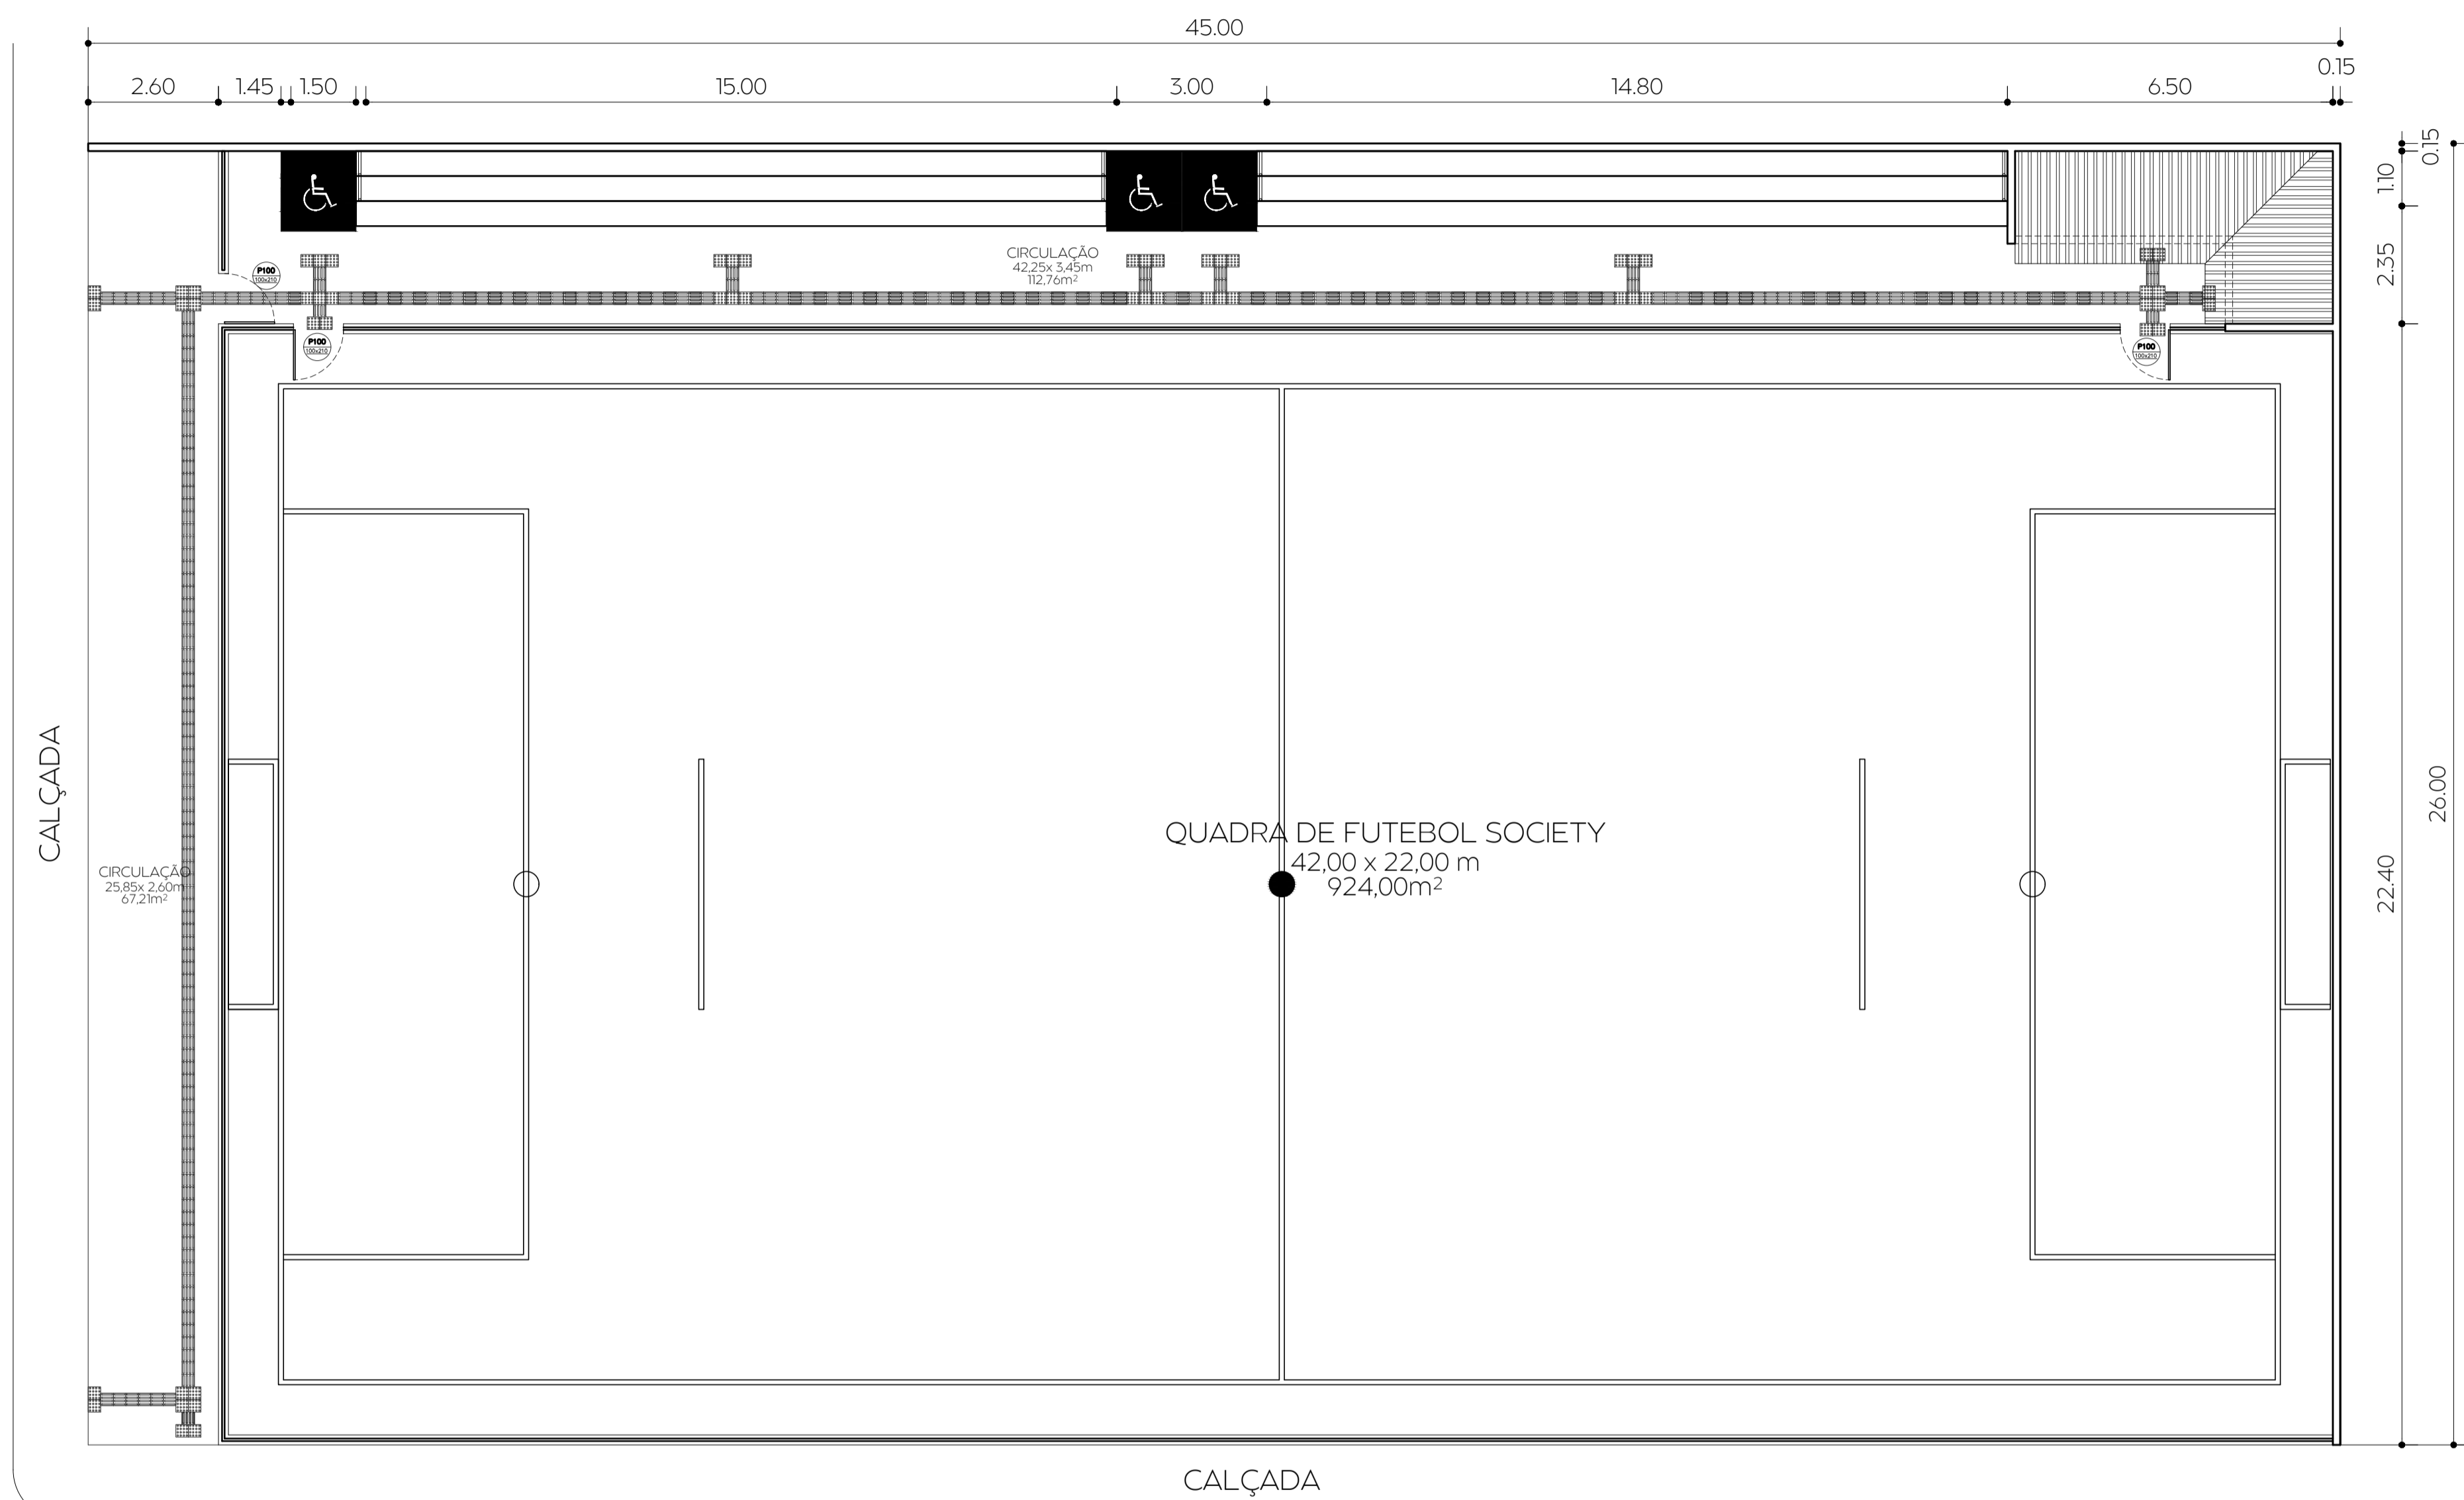 45.00
0.15
2.60
1.45
1.50
15.00
3.00
14.80
6.50
0.15
1.10
2.35
CIRCULAÇÃO
42,25x 3,45m
112,76m²
P100
100x210
P100
100x210
P100
100x210
CALÇADA
CIRCULAÇÃO
25,85x 2,60m
67,21m²
QUADRA DE FUTEBOL SOCIETY
42,00 x 22,00 m
924,00m²
26.00
22.40
CALÇADA